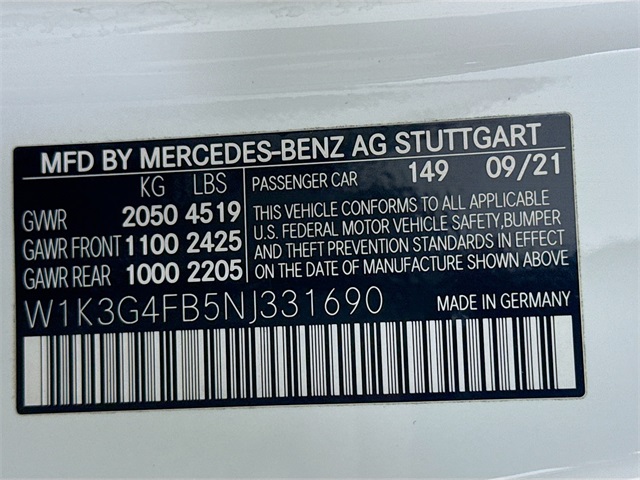 MFD BY MERCEDES-BENZ AG STUTTGART
KG LBS
GVWR 2050 4519
GAWR FRONT 1100 2425
GAWR REAR 1000 2205
PASSENGER CAR 149 09/21
THIS VEHICLE CONFORMS TO ALL APPLICABLE
U.S. FEDERAL MOTOR VEHICLE SAFETY, BUMPER
AND THEFT PREVENTION STANDARDS IN EFFECT
ON THE DATE OF MANUFACTURE SHOWN ABOVE
W1K3G4FB5NJ331690 MADE IN GERMANY